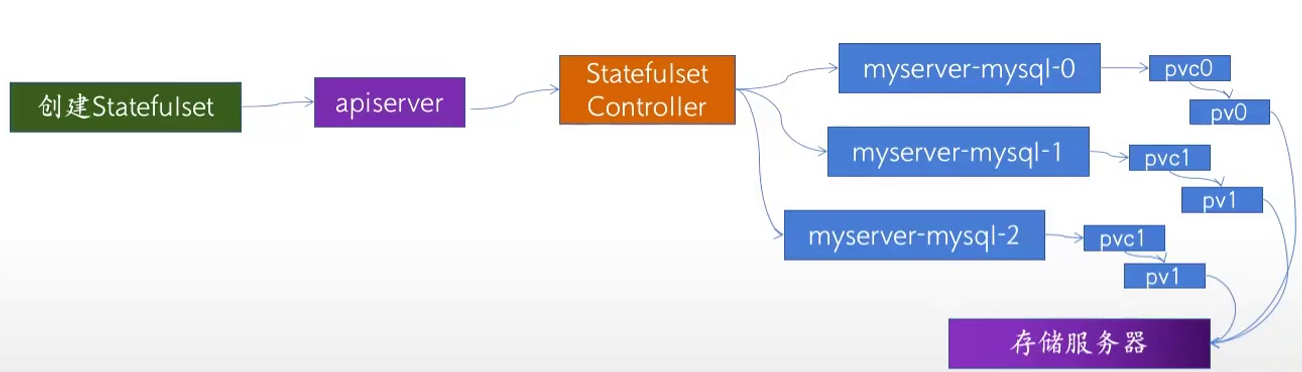 创建Statefulset
apiserver
Statefulset
Controller
myserver-mysql-0
pvc0
pv0
myserver-mysql-1
pvc1
pv1
myserver-mysql-2
pvc1
pv1
存储服务器